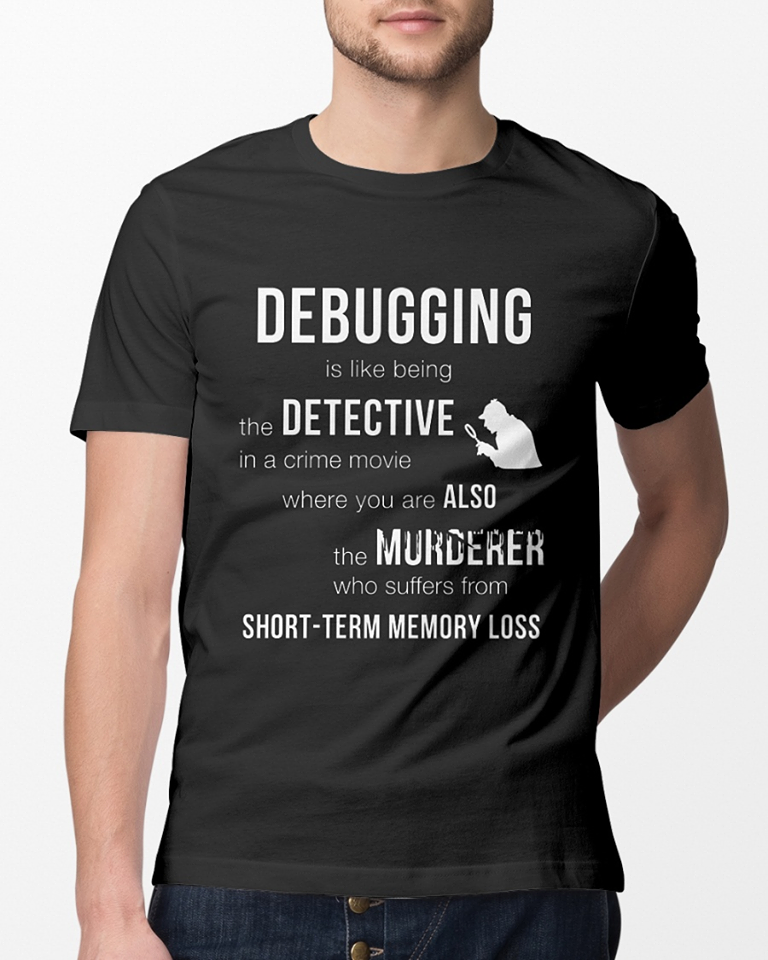 DEBUGGING
is like being
the DETECTIVE
in a crime movie
where you are ALSO
the MURDERER
who suffers from
SHORT-TERM MEMORY LOSS